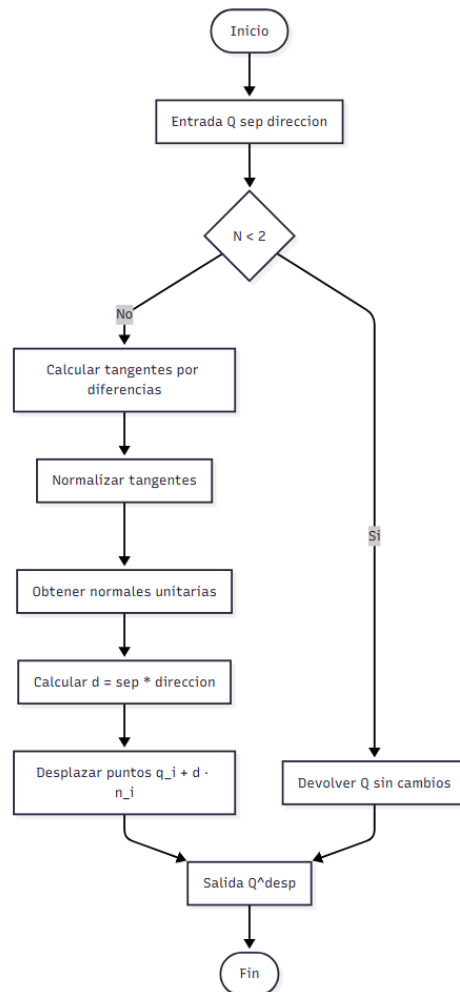 Inicio
Entrada Q sep direccion
N < 2
No
Calcular tangentes por
diferencias
Normalizar tangentes
Si
Obtener normales unitarias
Calcular d = sep * direccion
Desplazar puntos q_i + d ·
n_i
Devolver Q sin cambios
Salida Q^desp
Fin